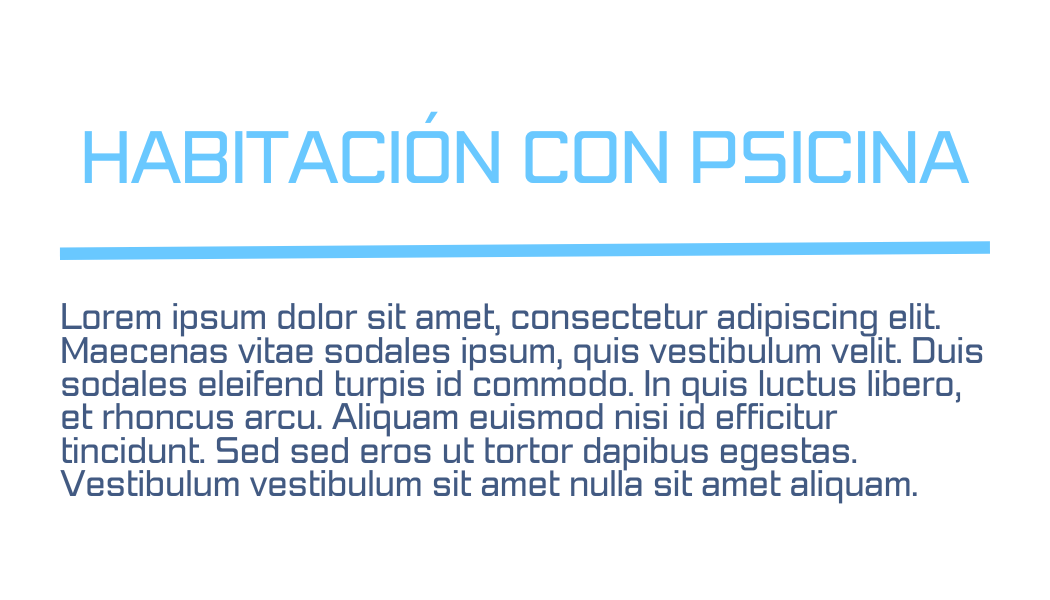 HABITACIÓN CON PSICINA
Lorem ipsum dolor sit amet, consectetur adipiscing elit.
Maecenas vitae sodales ipsum, quis vestibulum velit. Duis
sodales eleifend turpis id commodo. In quis luctus libero,
et rhoncus arcu. Aliquam euismod nisi id efficitur
tincidunt. Sed sed eros ut tortor dapibus egestas.
Vestibulum vestibulum sit amet nulla sit amet aliquam.